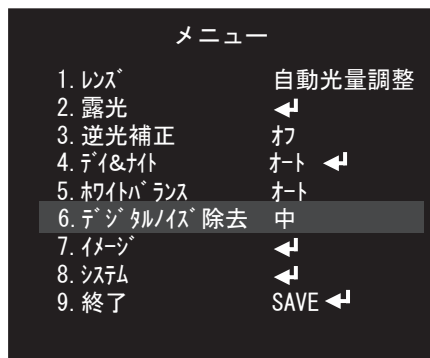 メニュー
1. ﾚﾝｽﾞ 自動光量調整
2. 露光 ↵
3. 逆光補正 ｵﾌ
4. ﾃﾞｲ&ﾅｲﾄ ｵｰﾄ ↵
5. ﾎﾜｲﾄﾊﾞﾗﾝｽ ｵｰﾄ
6. ﾃﾞｼﾞﾀﾙﾉｲｽﾞ除去 中
7. ｲﾒｰｼﾞ ↵
8. ｼｽﾃﾑ ↵
9. 終了 SAVE ↵